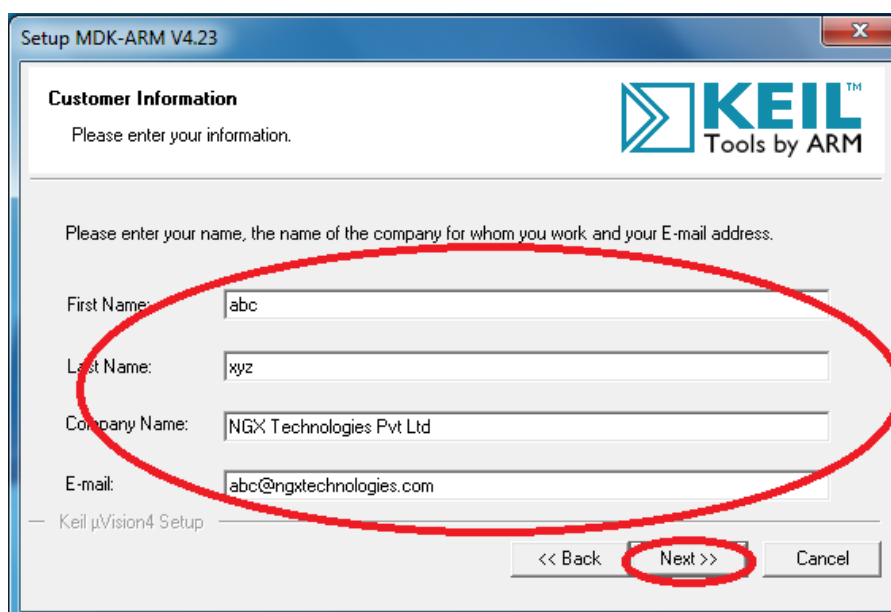 Setup MDK-ARM V4.23
Customer Information
Please enter your information.
KEIL™
Tools by ARM
Please enter your name, the name of the company for whom you work and your E-mail address.
First Name: abc
Last Name: xyz
Company Name: NGX Technologies Pvt Ltd
E-mail: abc@ngxtechnologies.com
Keil µVision4 Setup
<< Back Next >> Cancel